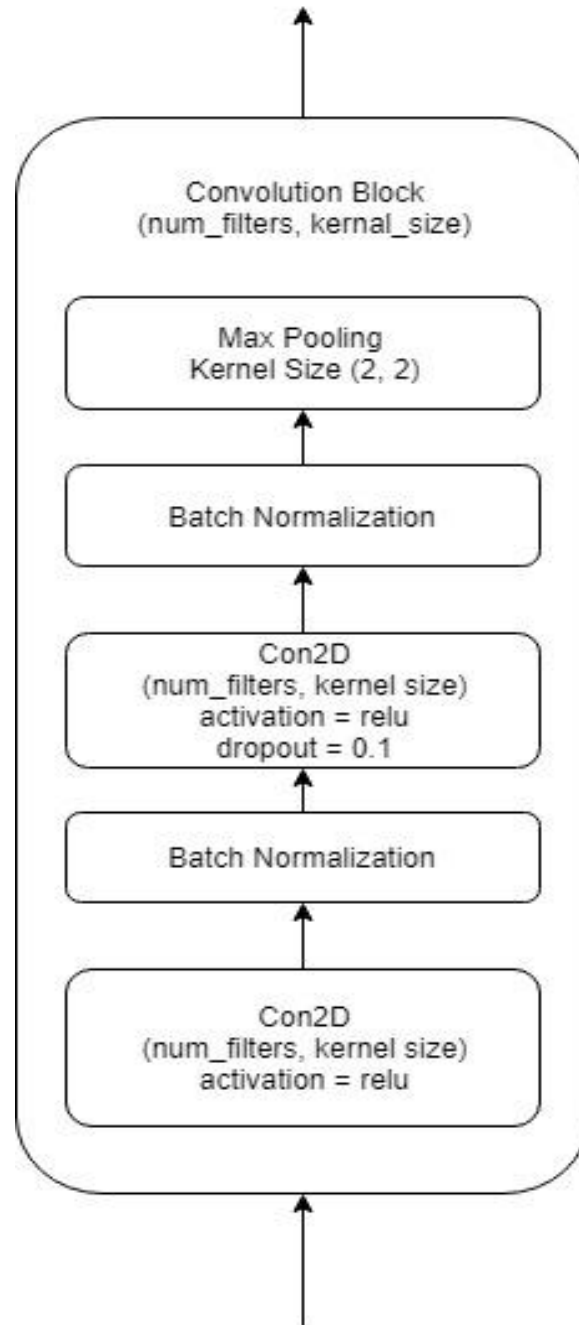 Convolution Block
(num_filters, kernal_size)
Max Pooling
Kernel Size (2, 2)
Batch Normalization
Con2D
(num_filters, kernel size)
activation = relu
dropout = 0.1
Batch Normalization
Con2D
(num_filters, kernel size)
activation = relu